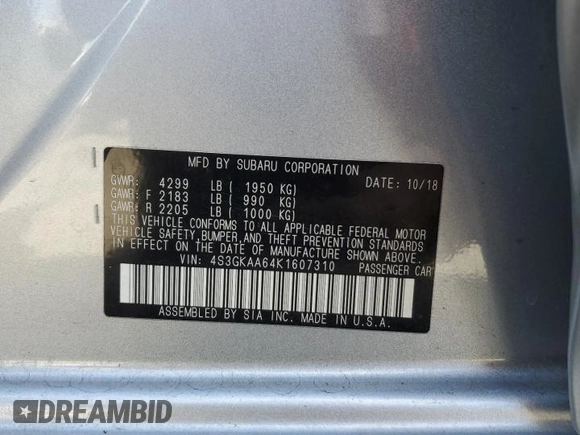 MFD BY SUBARU CORPORATION
GVWR: 4299 LB ( 1950 KG) DATE: 10/18
GAWR: F 2183 LB ( 990 KG)
GAWR: R 2205 LB ( 1000 KG)
THIS VEHICLE CONFORMS TO ALL APPLICABLE FEDERAL MOTOR
VEHICLE SAFETY,BUMPER,AND THEFT PREVENTION
STANDARDS IN EFFECT ON THE DATE OF MANUFACTURE SHOWN ABOVE.
VIN: 4S3GKAA64K1607310 PASSENGER CAR
ASSEMBLED BY SIA INC. MADE IN U.S.A.
DREAMBID